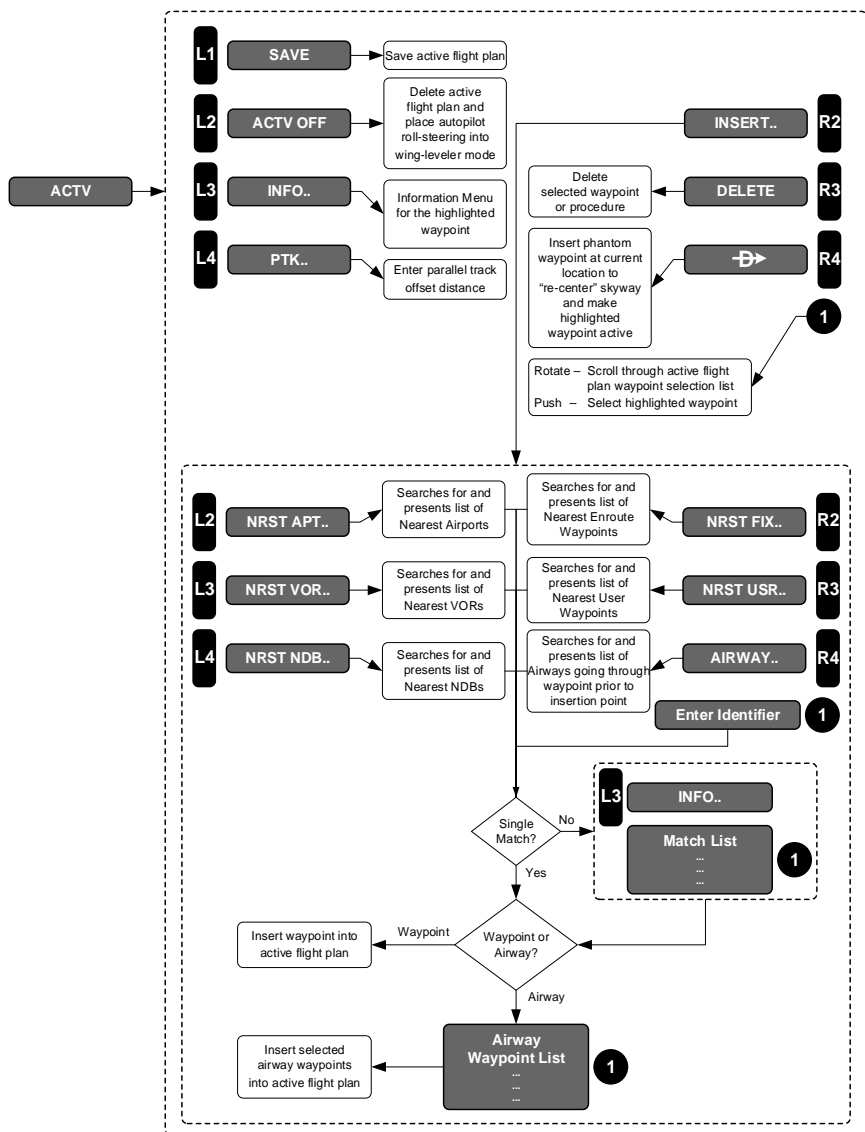 L1
SAVE
Save active flight plan
L2
ACTV OFF
Delete active
flight plan and
place autopilot
roll-steering into
wing-leveler mode
INSERT..
R2
ACTV
L3
INFO..
Information Menu
for the highlighted
waypoint
Delete
selected waypoint
or procedure
DELETE
R3
L4
PTK..
Enter parallel track
offset distance
Insert phantom
waypoint at current
location to
“re-center” skyway
and make
highlighted
waypoint active
D
R4
1
Rotate – Scroll through active flight
plan waypoint selection list
Push – Select highlighted waypoint
L2
NRST APT..
Searches for and
presents list of
Nearest Airports
Searches for and
presents list of
Nearest Enroute
Waypoints
NRST FIX..
R2
L3
NRST VOR..
Searches for and
presents list of
Nearest VORs
Searches for and
presents list of
Nearest User
Waypoints
NRST USR..
R3
L4
NRST NDB..
Searches for and
presents list of
Nearest NDBs
Searches for and
presents list of
Airways going through
waypoint prior to
insertion point
AIRWAY..
R4
Enter Identifier
1
Single
Match?
No
Yes
L3
INFO..
Match List
...
...
...
1
Waypoint or
Airway?
Waypoint
Insert waypoint into
active flight plan
Airway
Airway
Waypoint List
...
...
...
1
Insert selected
airway waypoints
into active flight plan